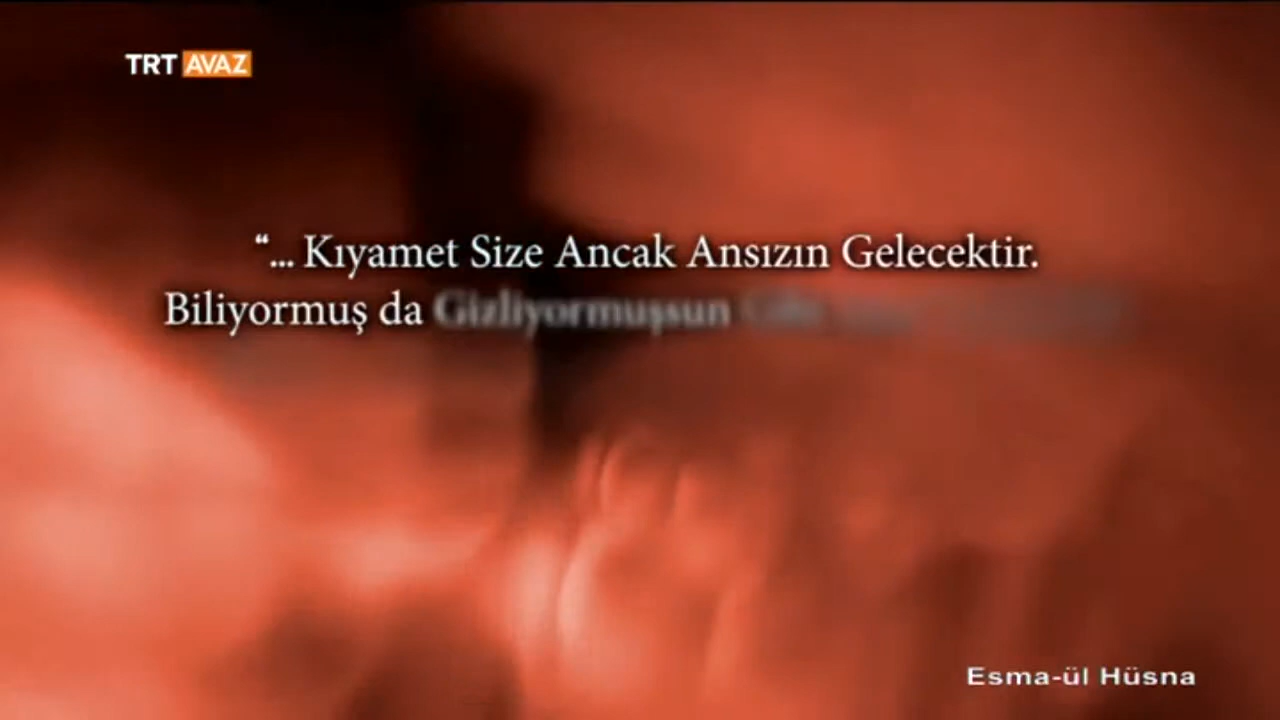 TRT AVAZ
“... Kıyamet Size Ancak Ansızın Gelecektir.
Biliyormuş da Gizliyormuşsun
Esma-ül Hüsna